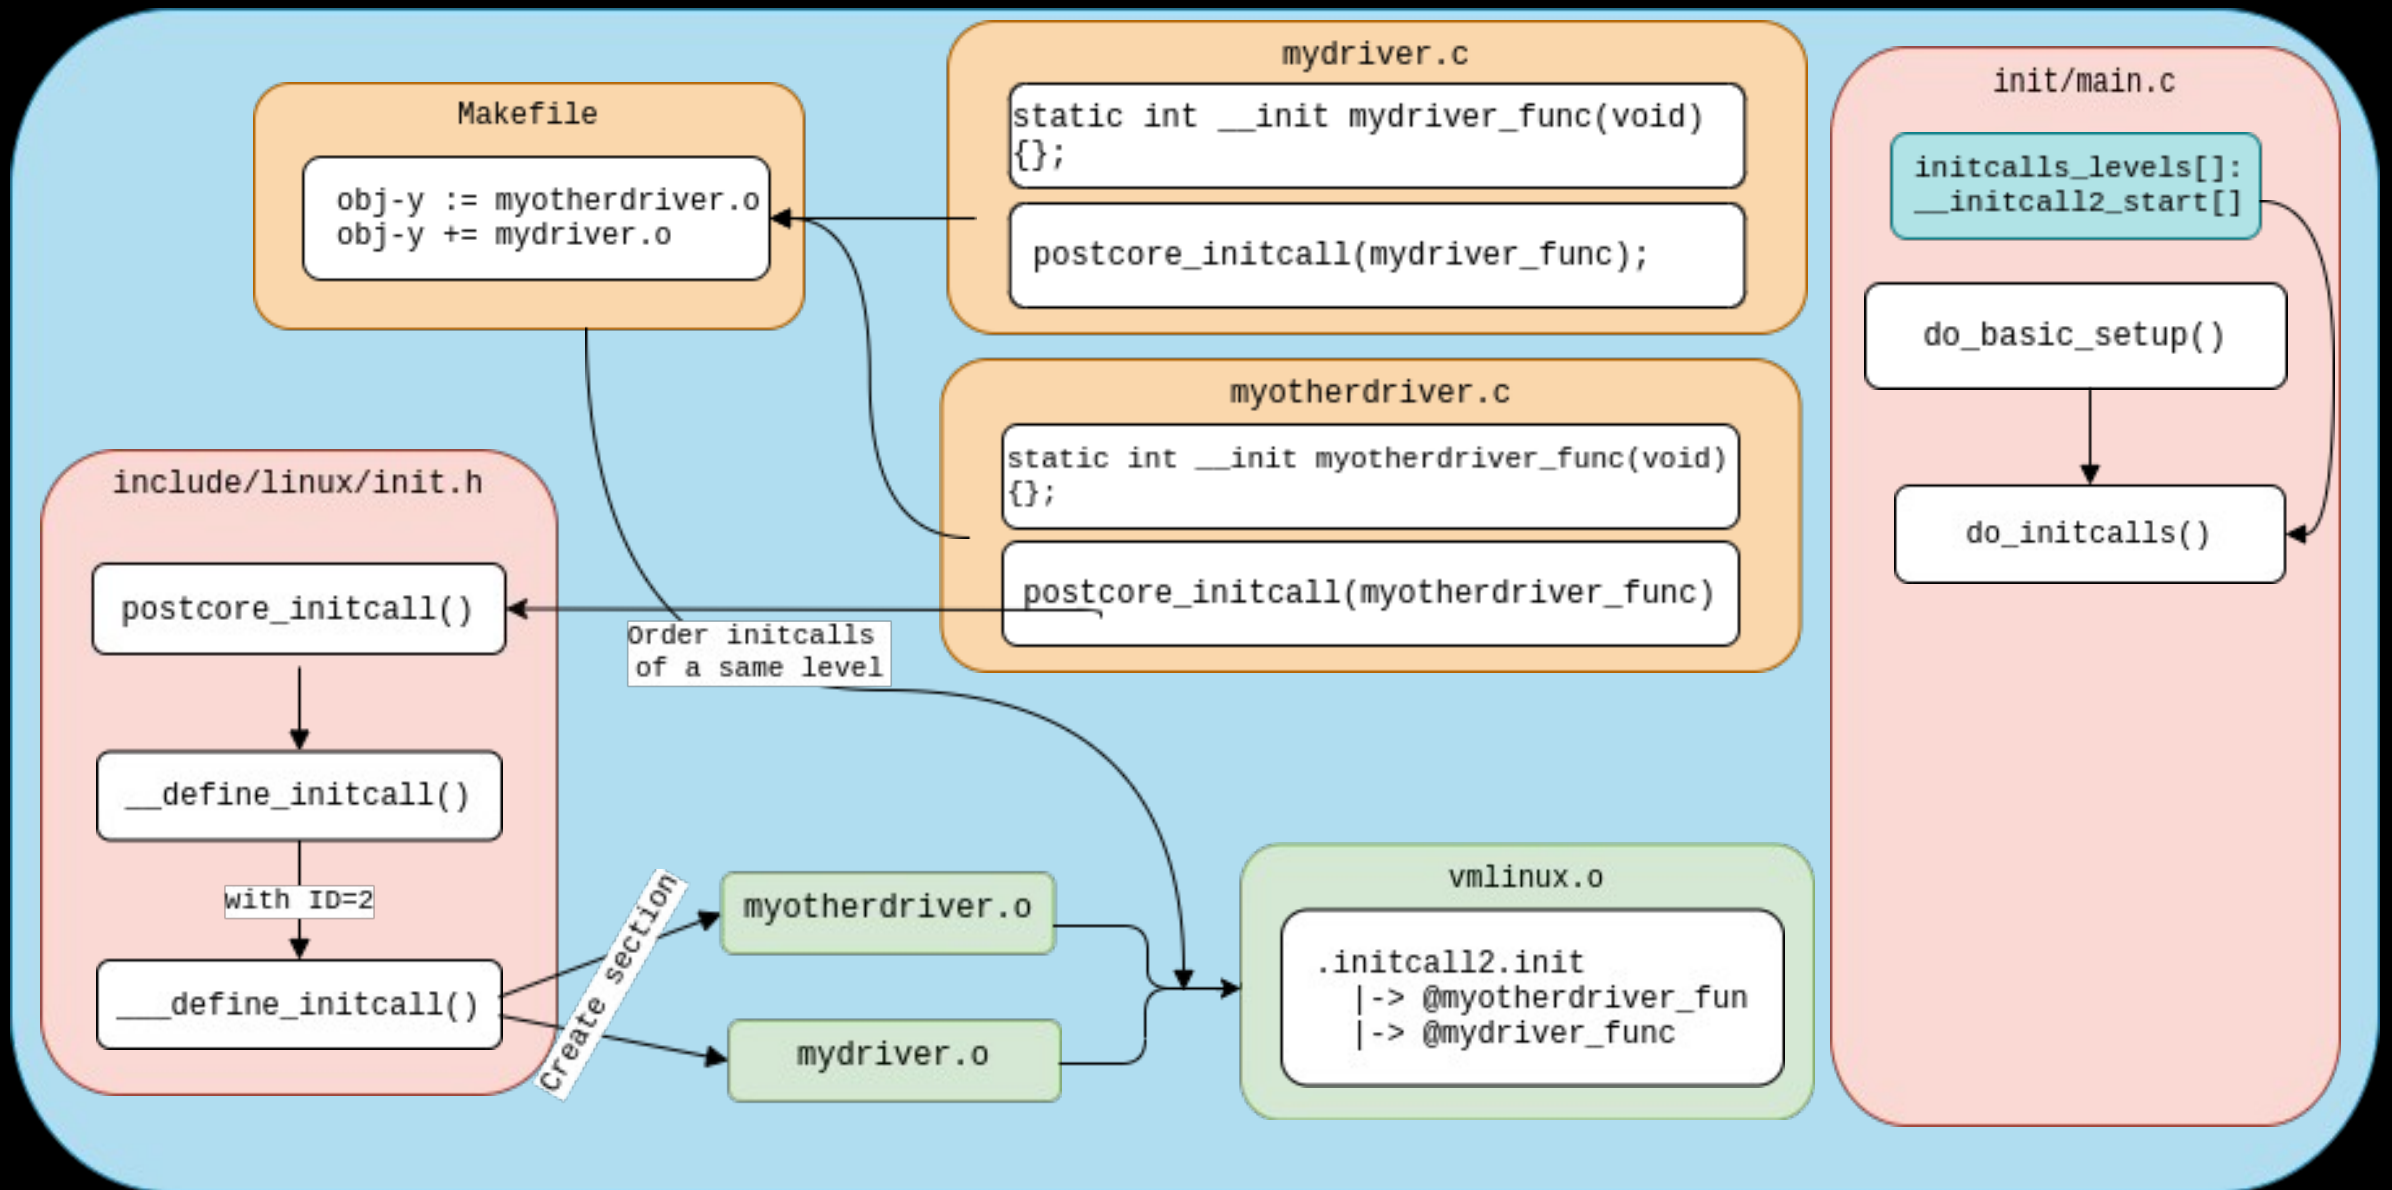 Makefile
obj-y := myotherdriver.o
obj-y += mydriver.o
mydriver.c
static int __init mydriver_func(void)
{};
postcore_initcall(mydriver_func);
myotherdriver.c
static int __init myotherdriver_func(void)
{};
postcore_initcall(myotherdriver_func)
init/main.c
initcalls_levels[]:
__initcall2_start[]
do_basic_setup()
do_initcalls()
include/linux/init.h
postcore_initcall()
__define_initcall()
with ID=2
___define_initcall()
Order initcalls
of a same level
Create section
myotherdriver.o
mydriver.o
vmlinux.o
.initcall2.init
|-> @myotherdriver_fun
|-> @mydriver_func